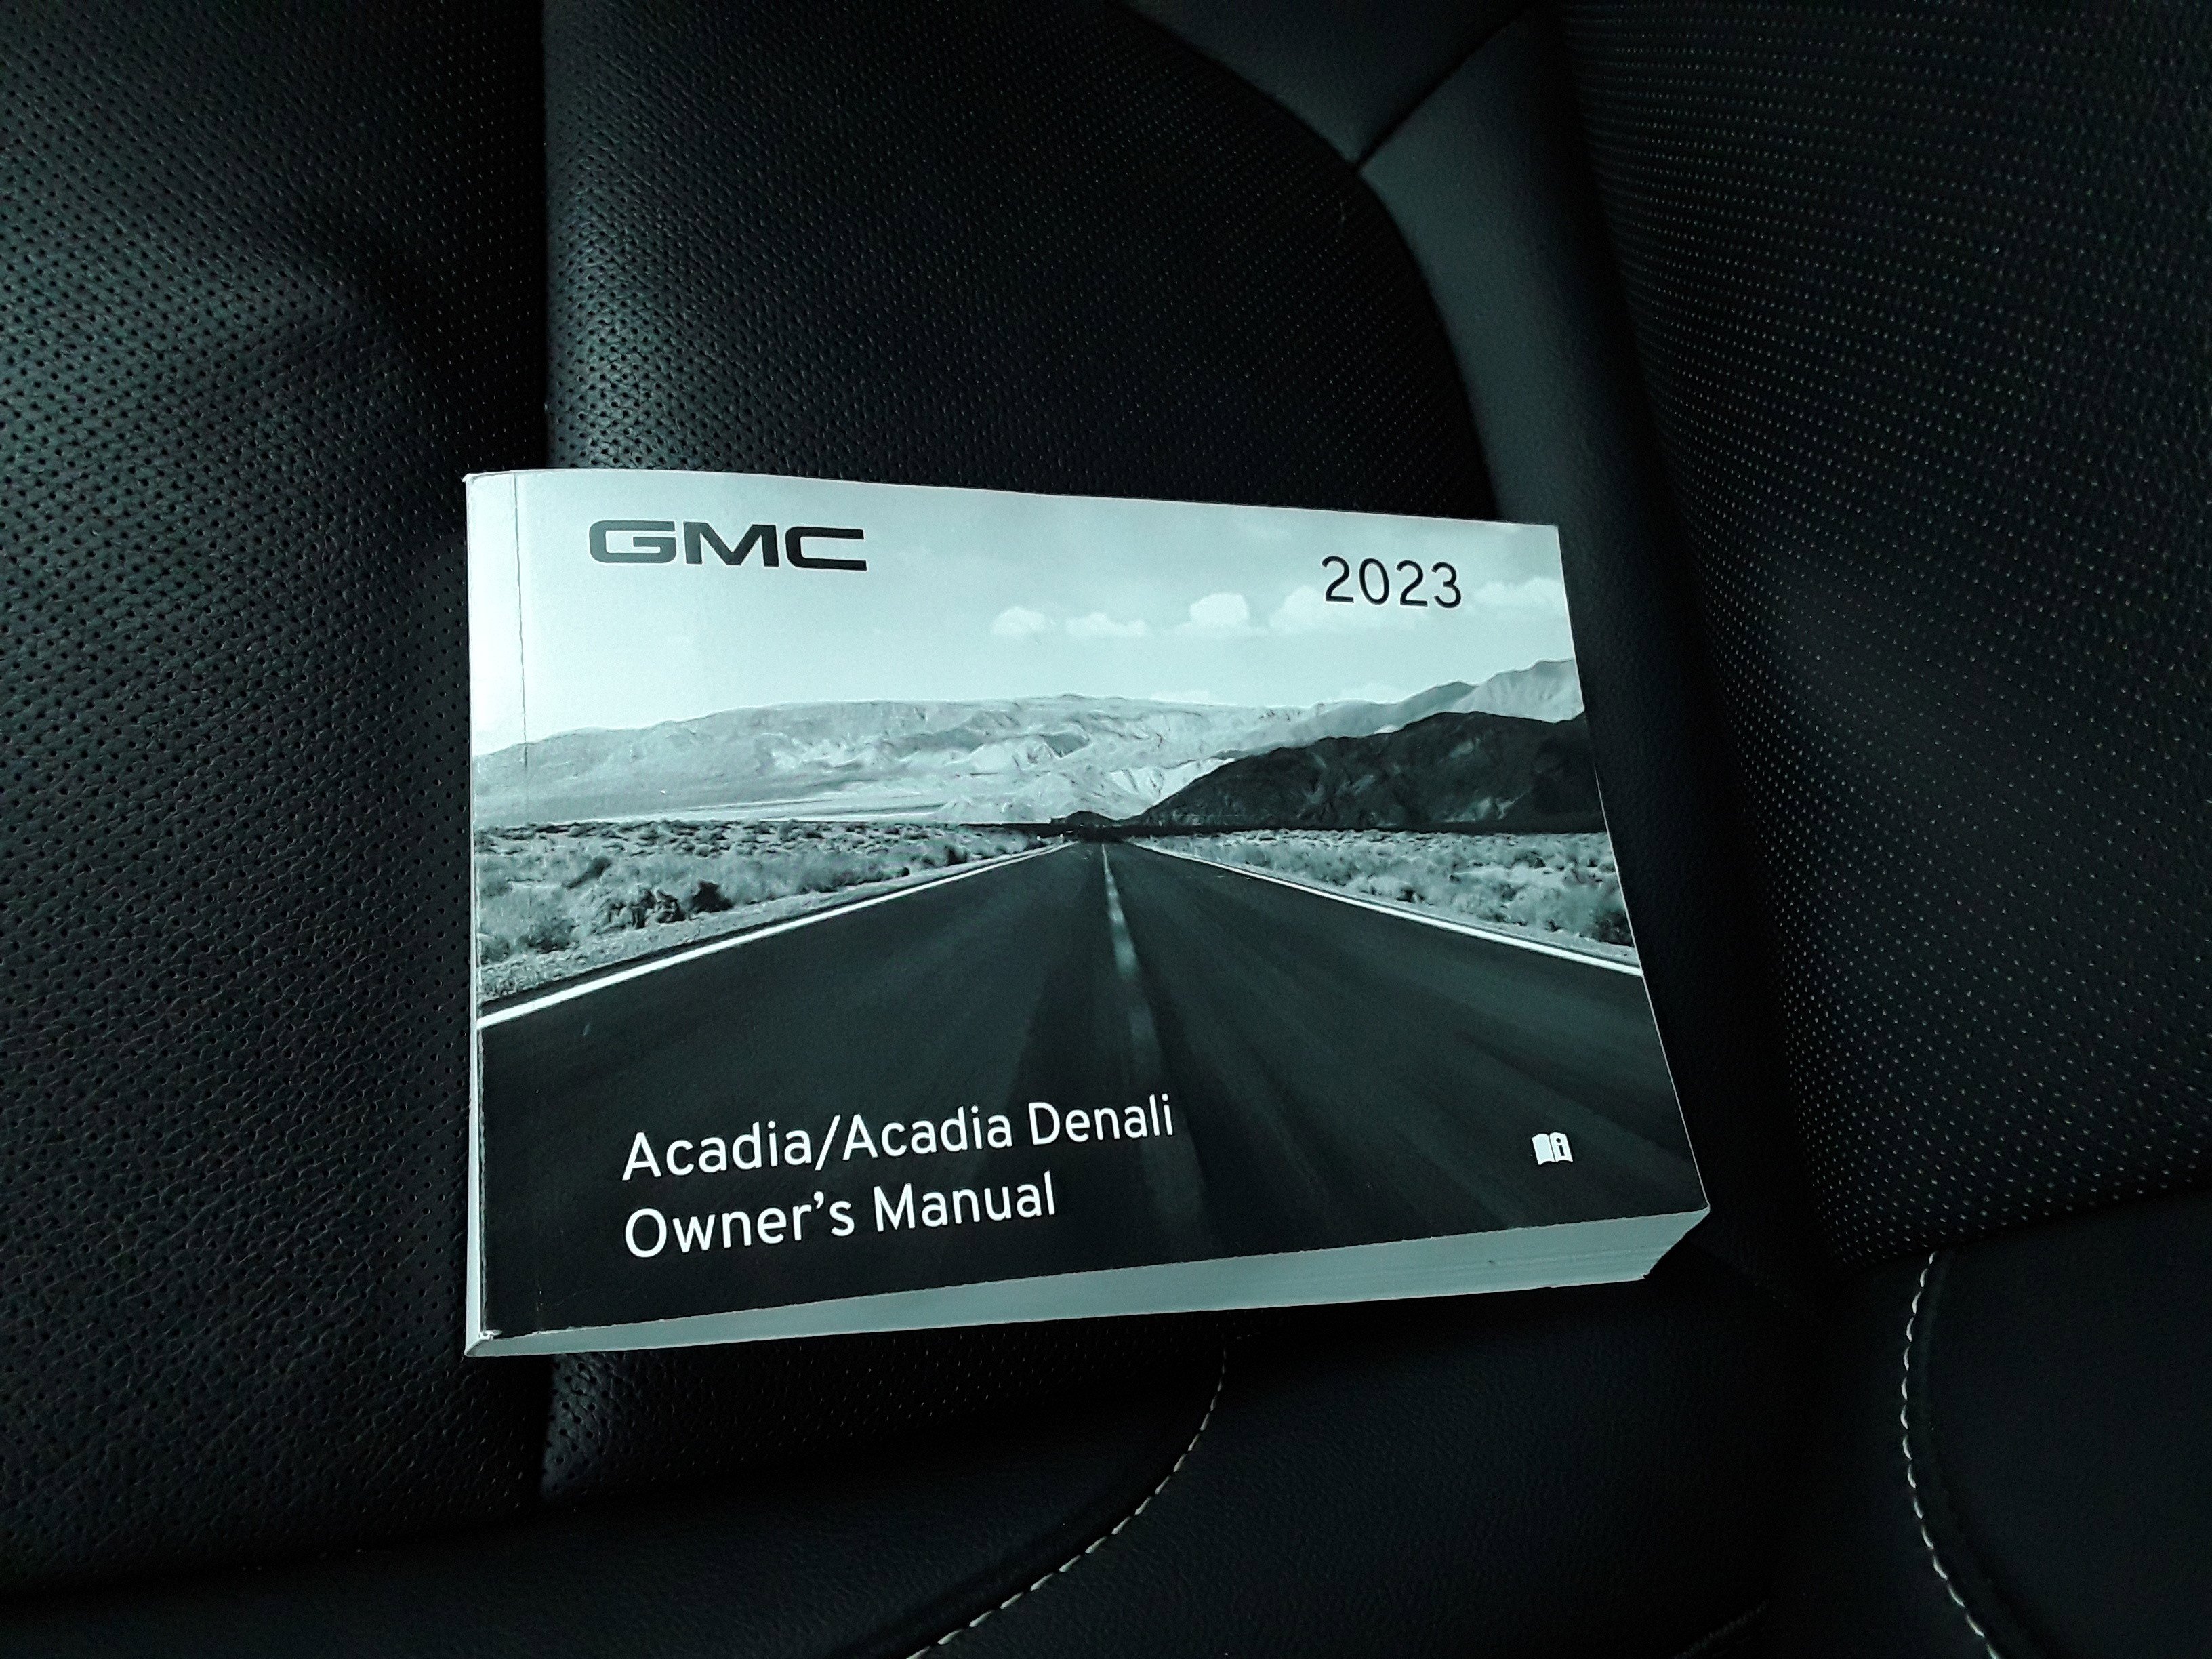 GMC
2023
Acadia/Acadia Denali
Owner's Manual